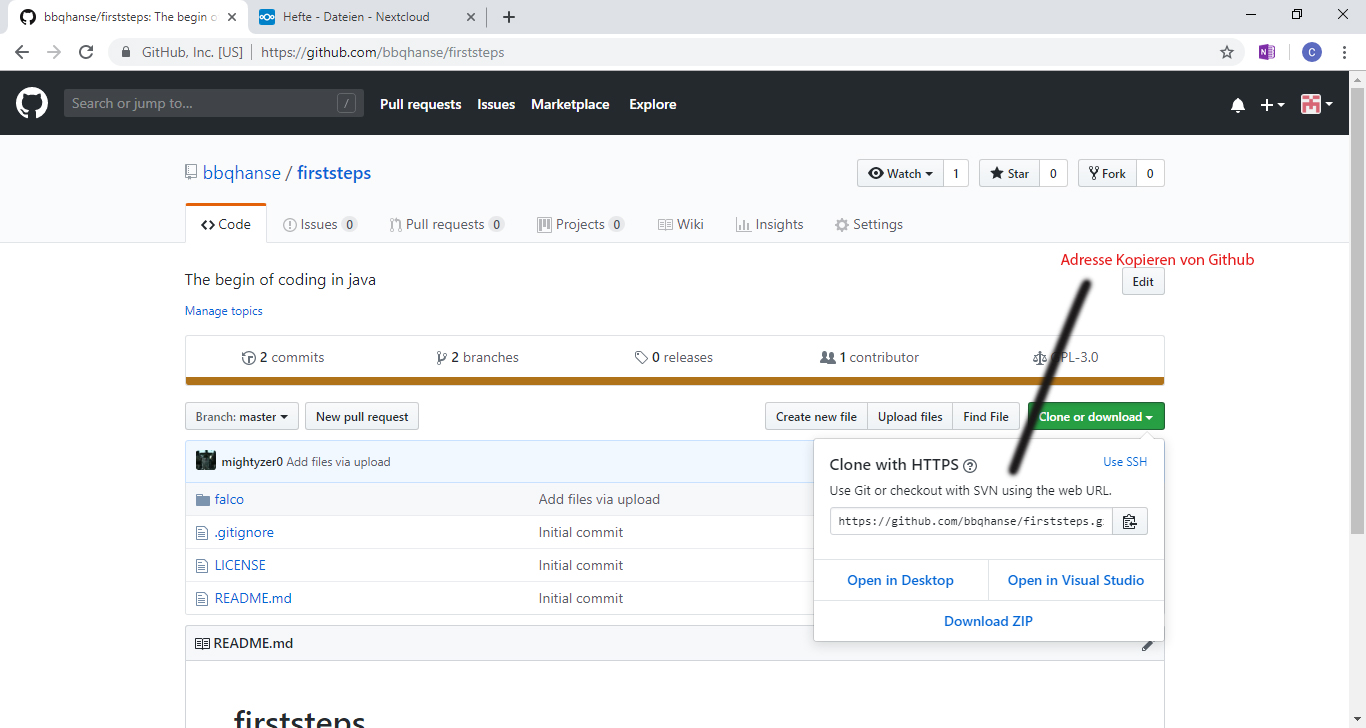 bbqhanse/firststeps: The begin o
Hefte - Dateien - Nextcloud
GitHub, Inc. [US] https://github.com/bbqhanse/firststeps
N
C
Search or jump to... /
Pull requests Issues Marketplace Explore
bbqhanse / firststeps
Watch 1 Star 0 Fork 0
Code Issues 0 Pull requests 0 Projects 0 Wiki Insights Settings
Adresse Kopieren von Github
The begin of coding in java
Edit
Manage topics
2 commits 2 branches 0 releases 1 contributor GPL-3.0
Branch: master New pull request Create new file Upload files Find File Clone or download
mightyzer0 Add files via upload
Clone with HTTPS ? Use SSH
Use Git or checkout with SVN using the web URL.
https://github.com/bbqhanse/firststeps.g
Open in Desktop Open in Visual Studio
Download ZIP
falco Add files via upload
.gitignore Initial commit
LICENSE Initial commit
README.md Initial commit
README.md
firststeps